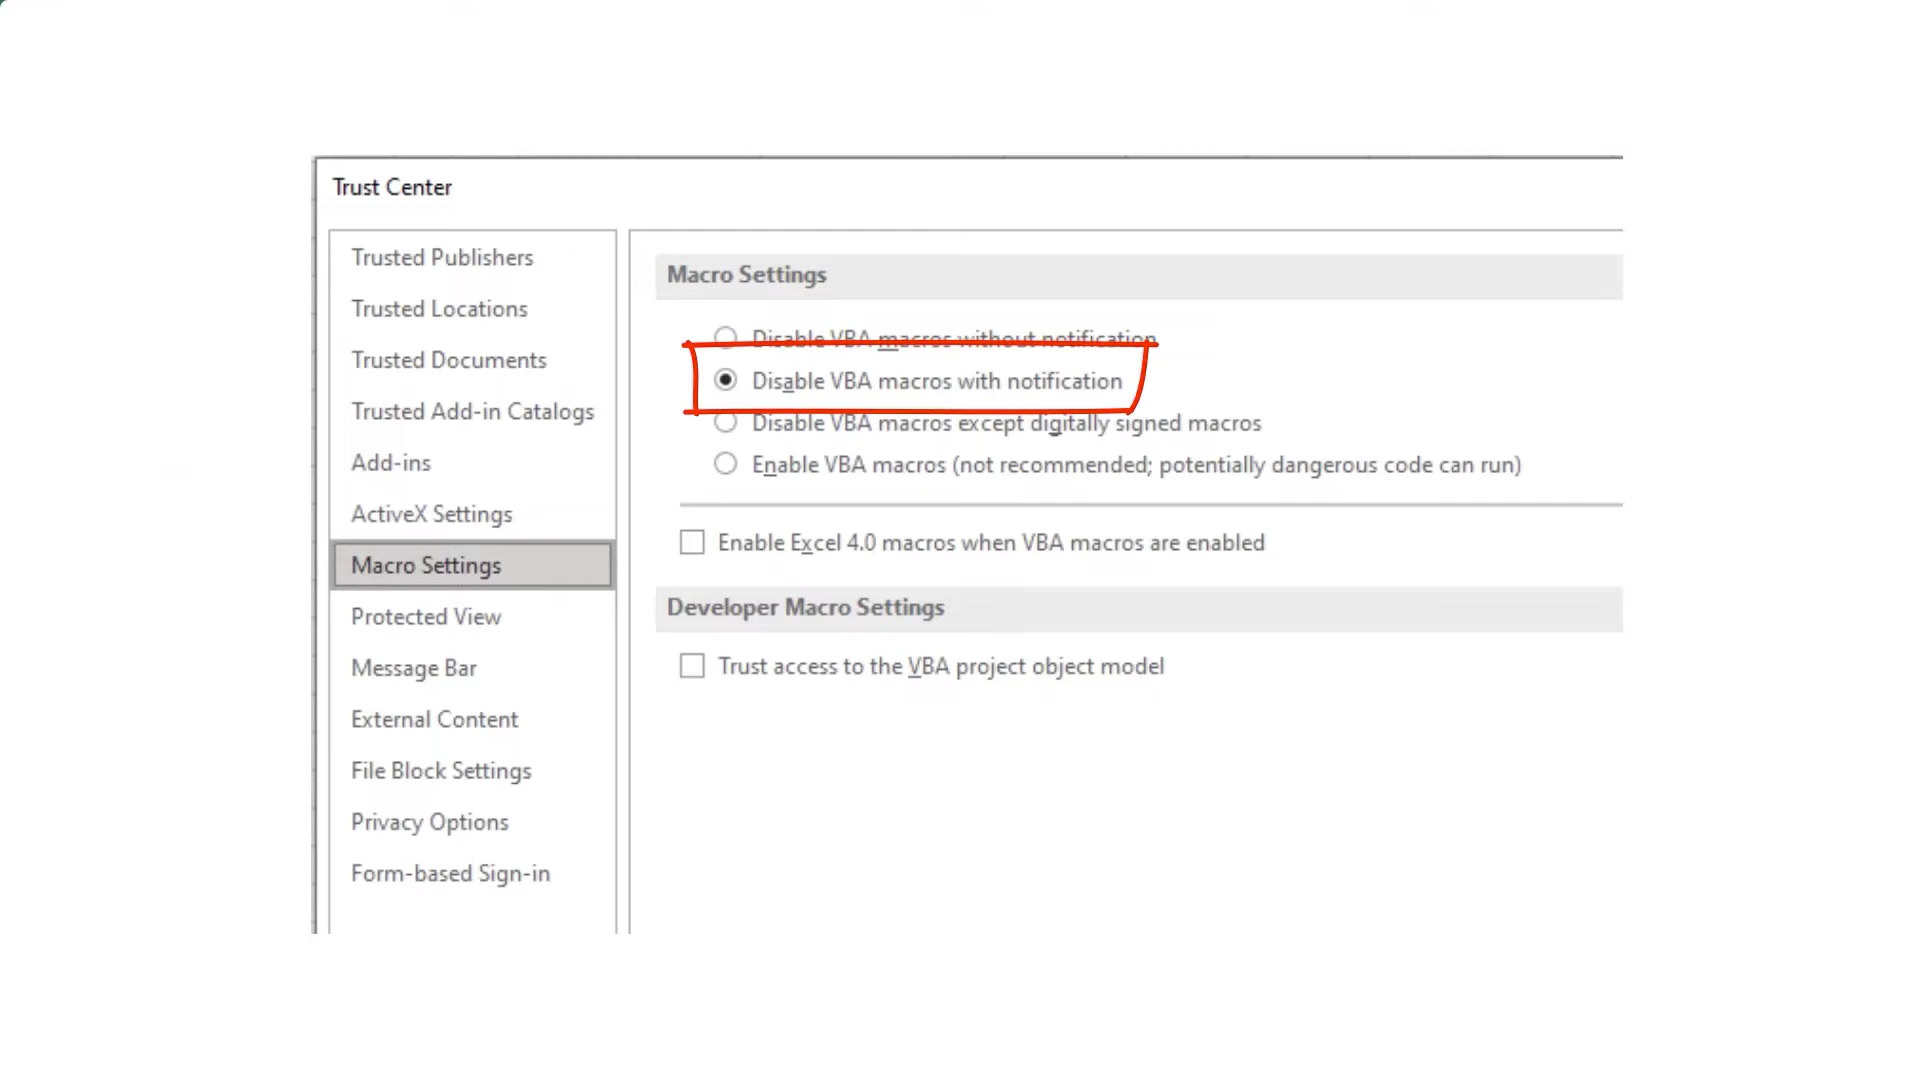 Trust Center
Trusted Publishers
Trusted Locations
Trusted Documents
Trusted Add-in Catalogs
Add-ins
ActiveX Settings
Macro Settings
Protected View
Message Bar
External Content
File Block Settings
Privacy Options
Form-based Sign-in
Macro Settings
Disable VBA macros without notification
Disable VBA macros with notification
Disable VBA macros except digitally signed macros
Enable VBA macros (not recommended; potentially dangerous code can run)
Enable Excel 4.0 macros when VBA macros are enabled
Developer Macro Settings
Trust access to the VBA project object model